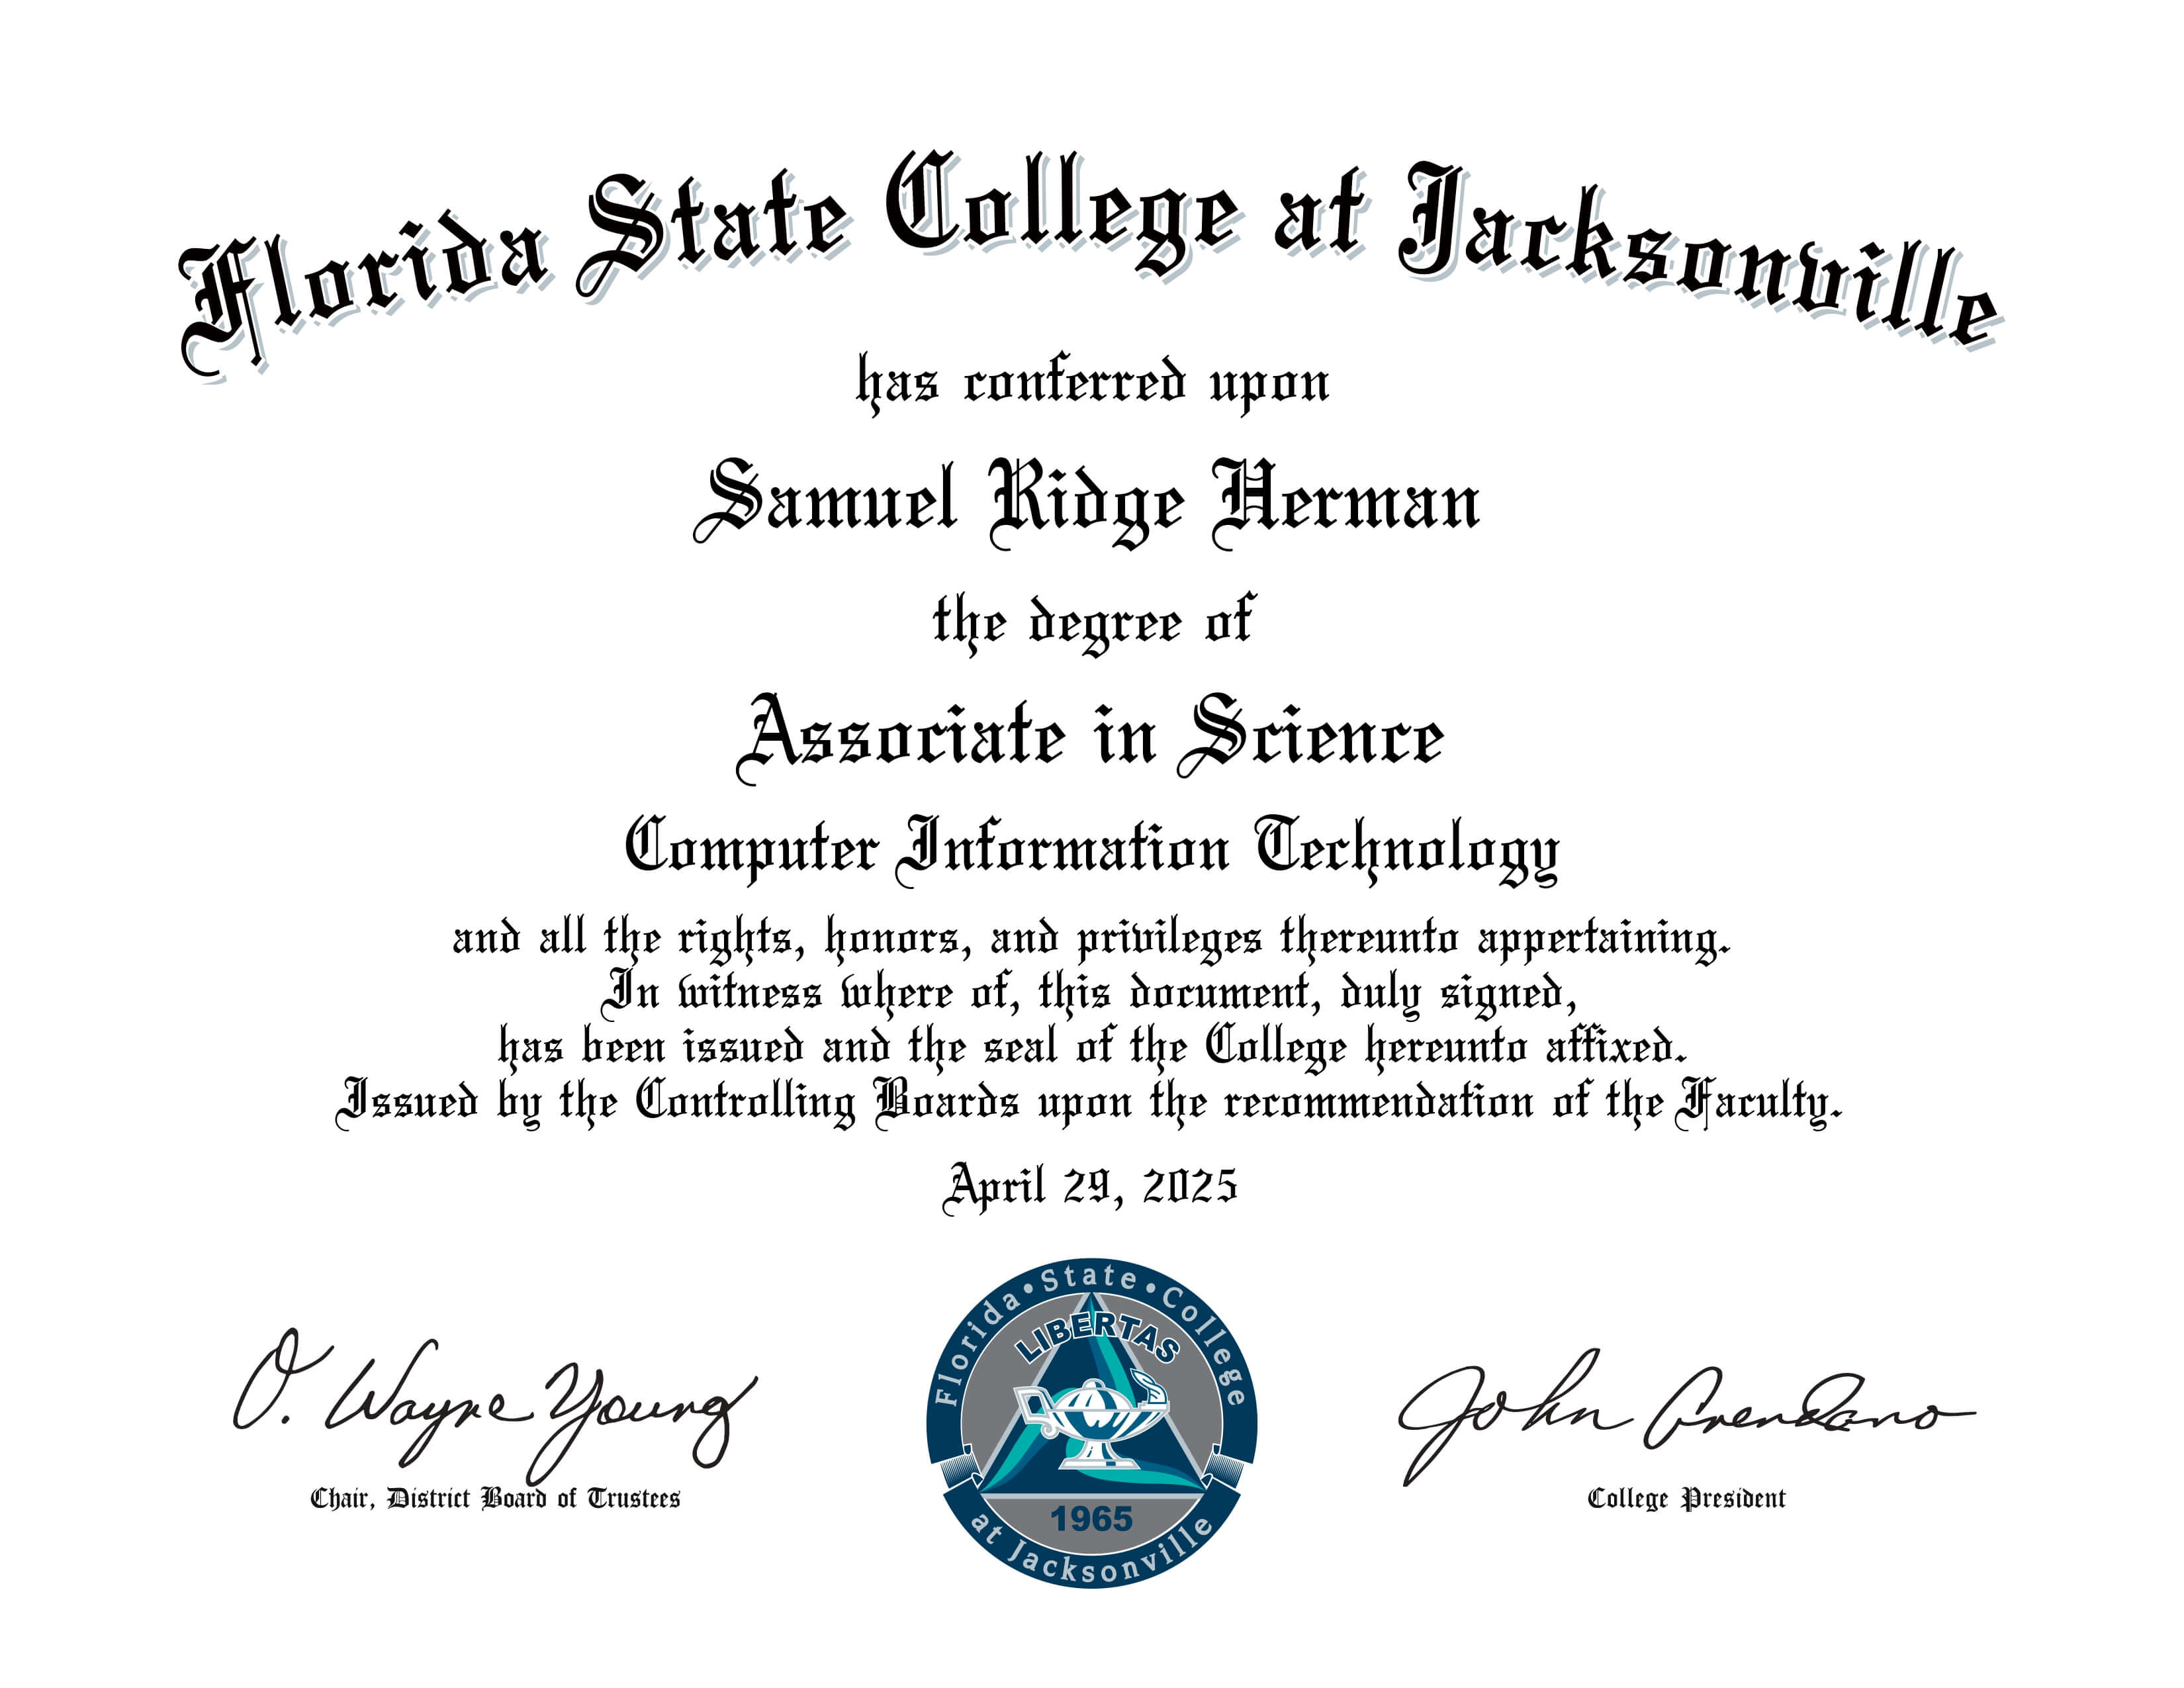 Florida State College at Jacksonville
has conferred upon
Samuel Ridge Herman
the degree of
Associate in Science
Computer Information Technology
and all the rights, honors, and privileges thereunto appertaining.
In witness where of, this document, duly signed,
has been issued and the seal of the College hereunto affixed.
Issued by the Controlling Boards upon the recommendation of the Faculty.
April 29, 2025
O. Wayne Young
Chair, District Board of Trustees
Florida • State • College
LIBERTAS
1965
at Jacksonville
John
College President